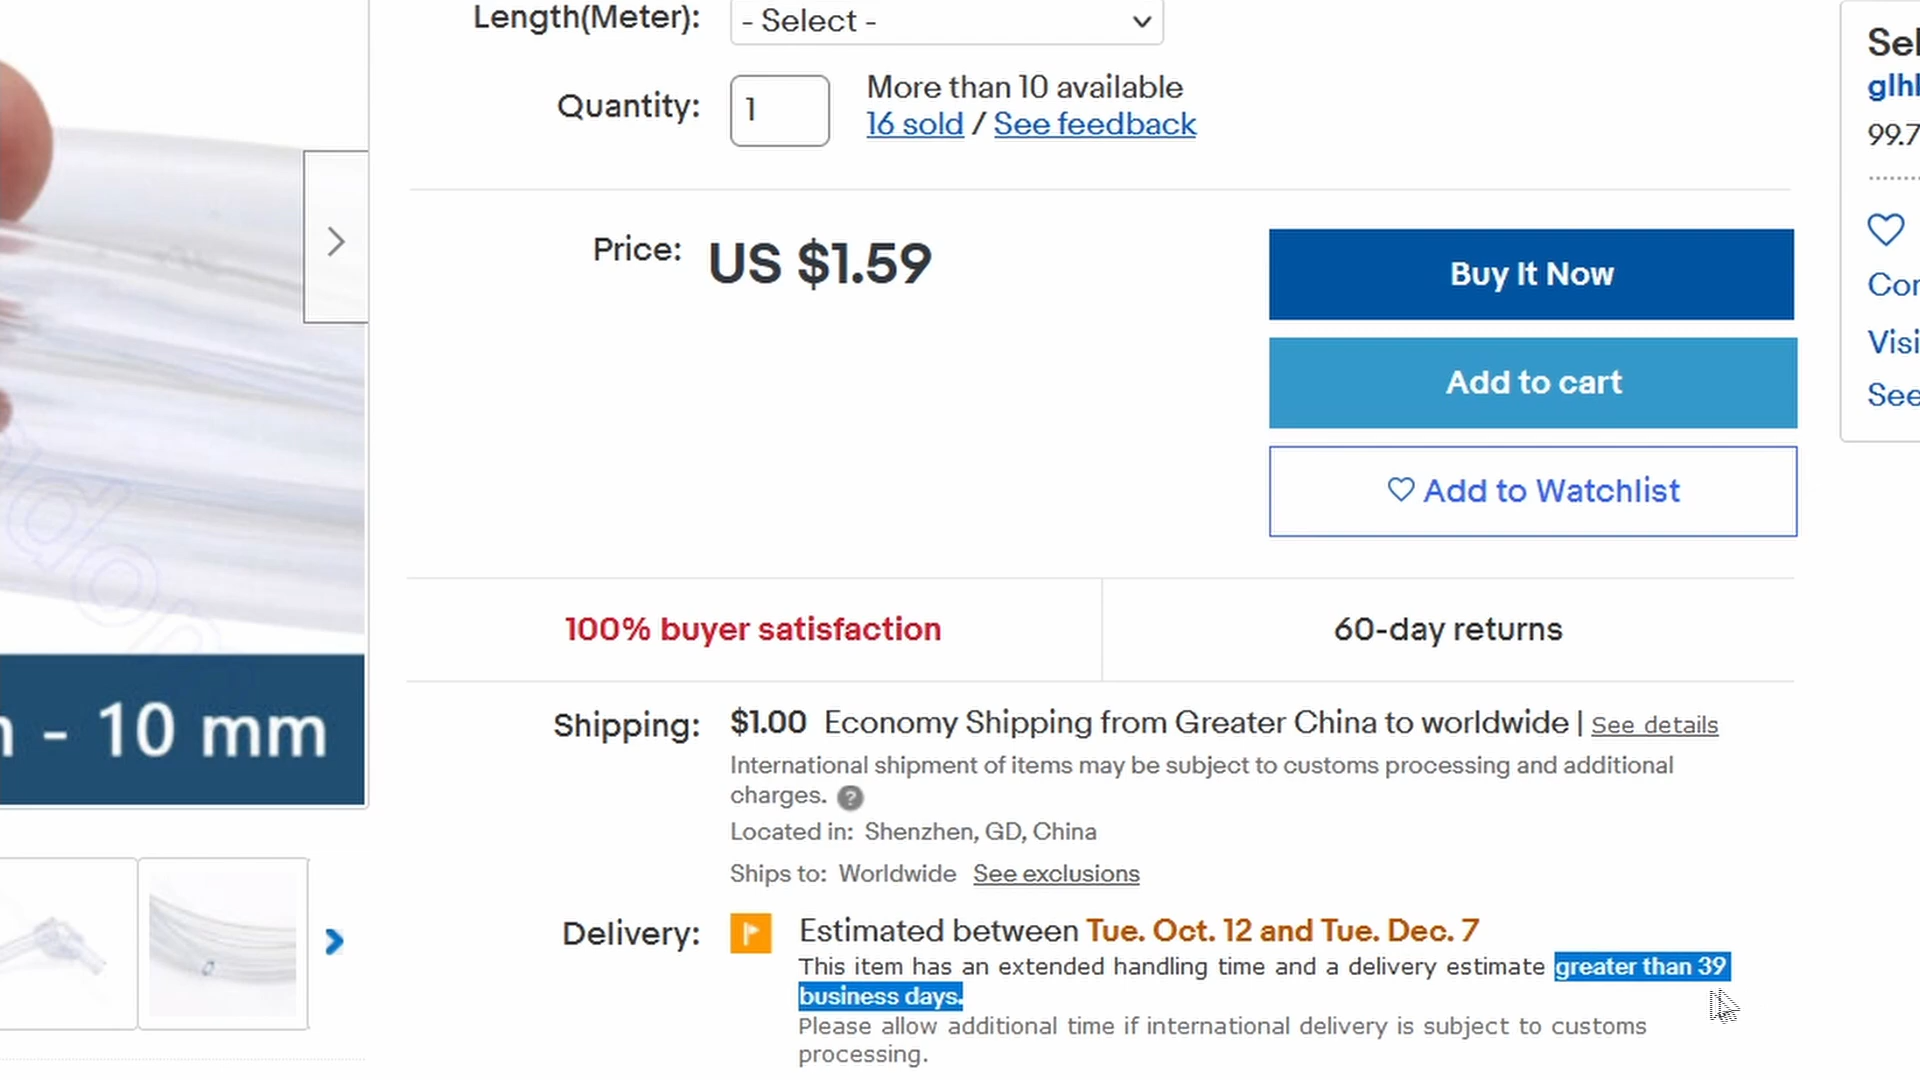 Length(Meter): - Select -
Quantity: 1 More than 10 available
16 sold / See feedback
Price: US $1.59
Buy It Now
Add to cart
Add to Watchlist
100% buyer satisfaction
60-day returns
Shipping: $1.00 Economy Shipping from Greater China to worldwide | See details
International shipment of items may be subject to customs processing and additional
charges. ?
Located in: Shenzhen, GD, China
Ships to: Worldwide See exclusions
Delivery: Estimated between Tue. Oct. 12 and Tue. Dec. 7
This item has an extended handling time and a delivery estimate greater than 39
business days.
Please allow additional time if international delivery is subject to customs
processing.
- 10 mm
99.7
See